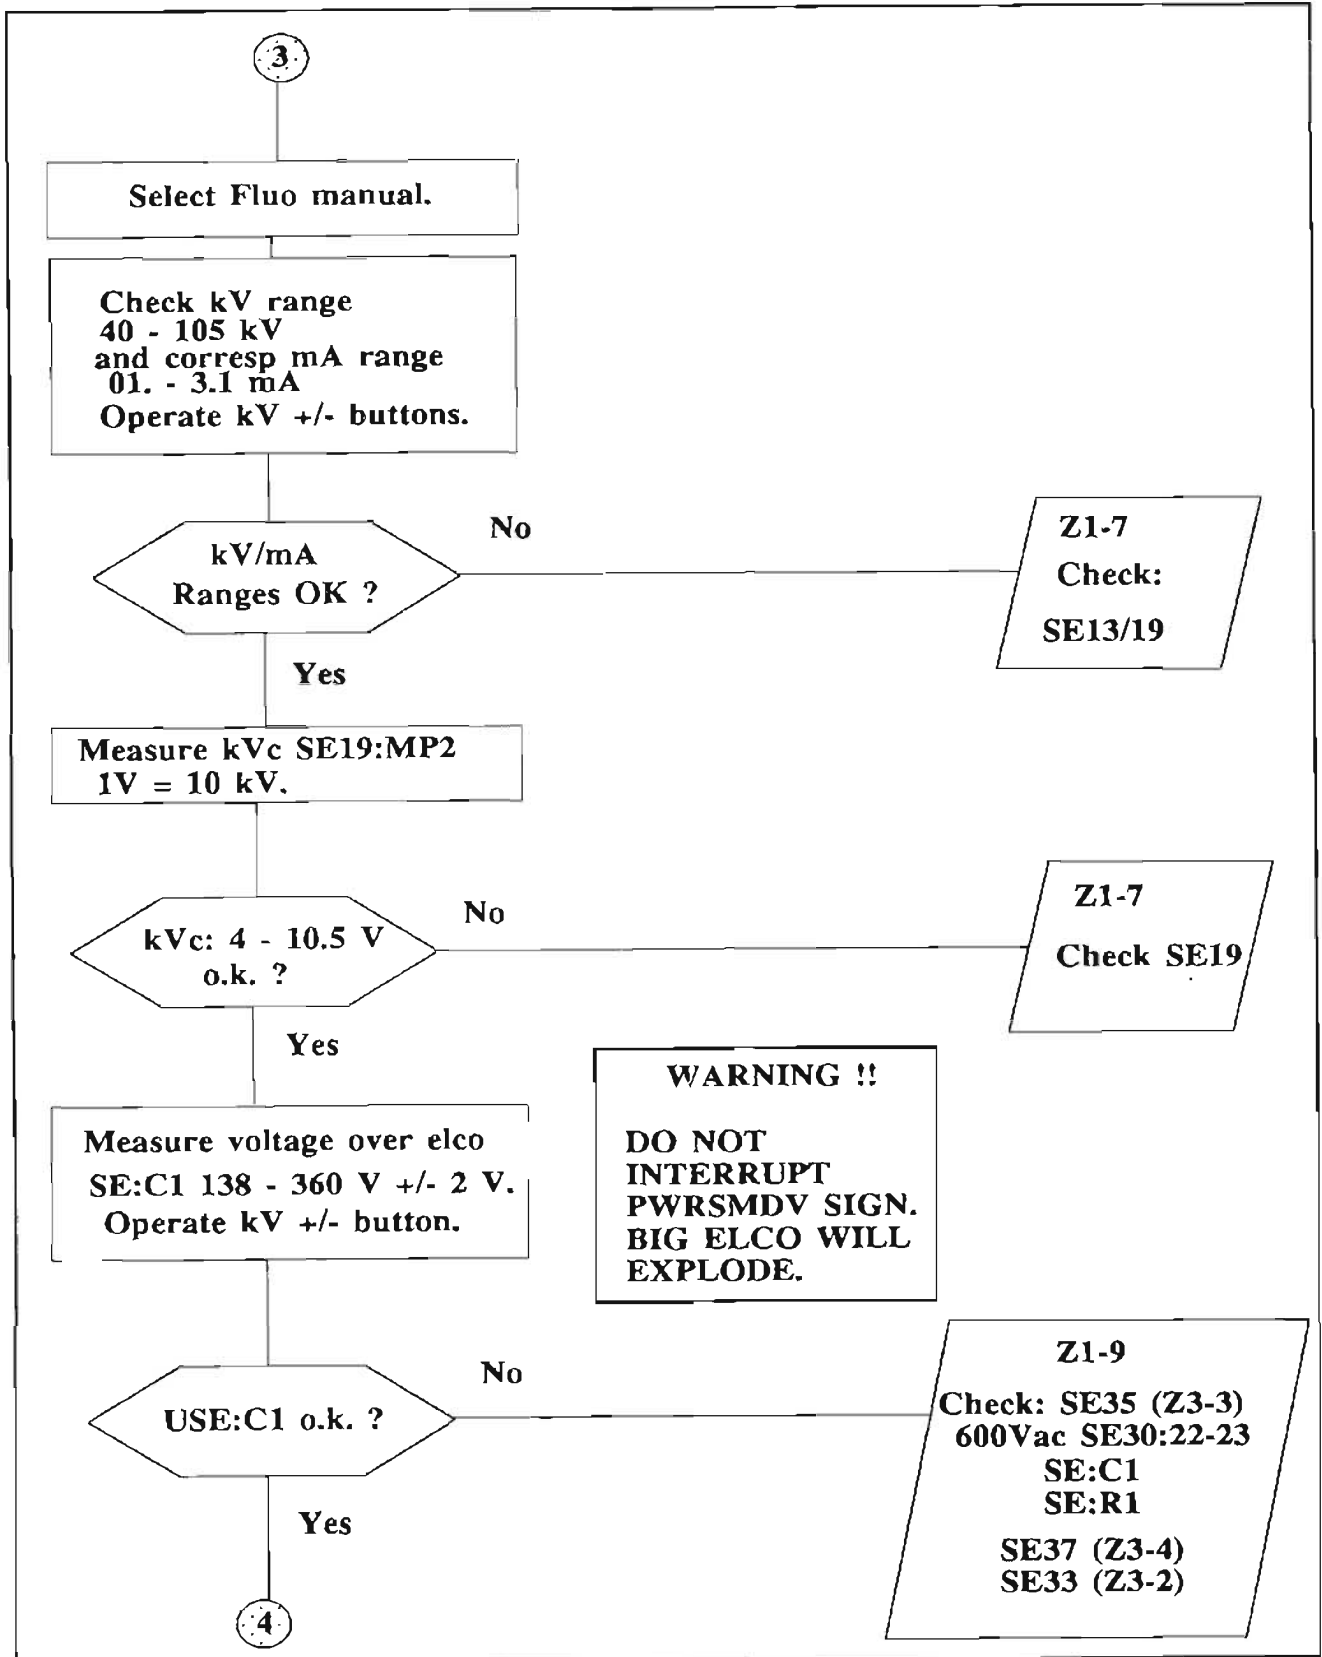 3
Select Fluo manual.
Check kV range
40 - 105 kV
and corresp mA range
01. - 3.1 mA
Operate kV +/- buttons.
kV/mA
Ranges OK ?
No
Z1-7
Check:
SE13/19
Yes
Measure kVc SE19:MP2
1V = 10 kV.
kVc: 4 - 10.5 V
o.k. ?
No
Z1-7
Check SE19
Yes
Measure voltage over elco
SE:C1 138 - 360 V +/- 2 V.
Operate kV +/- button.
WARNING !!
DO NOT
INTERRUPT
PWRSMDV SIGN.
BIG ELCO WILL
EXPLODE.
USE:C1 o.k. ?
No
Z1-9
Check: SE35 (Z3-3)
600Vac SE30:22-23
SE:C1
SE:R1
SE37 (Z3-4)
SE33 (Z3-2)
Yes
4